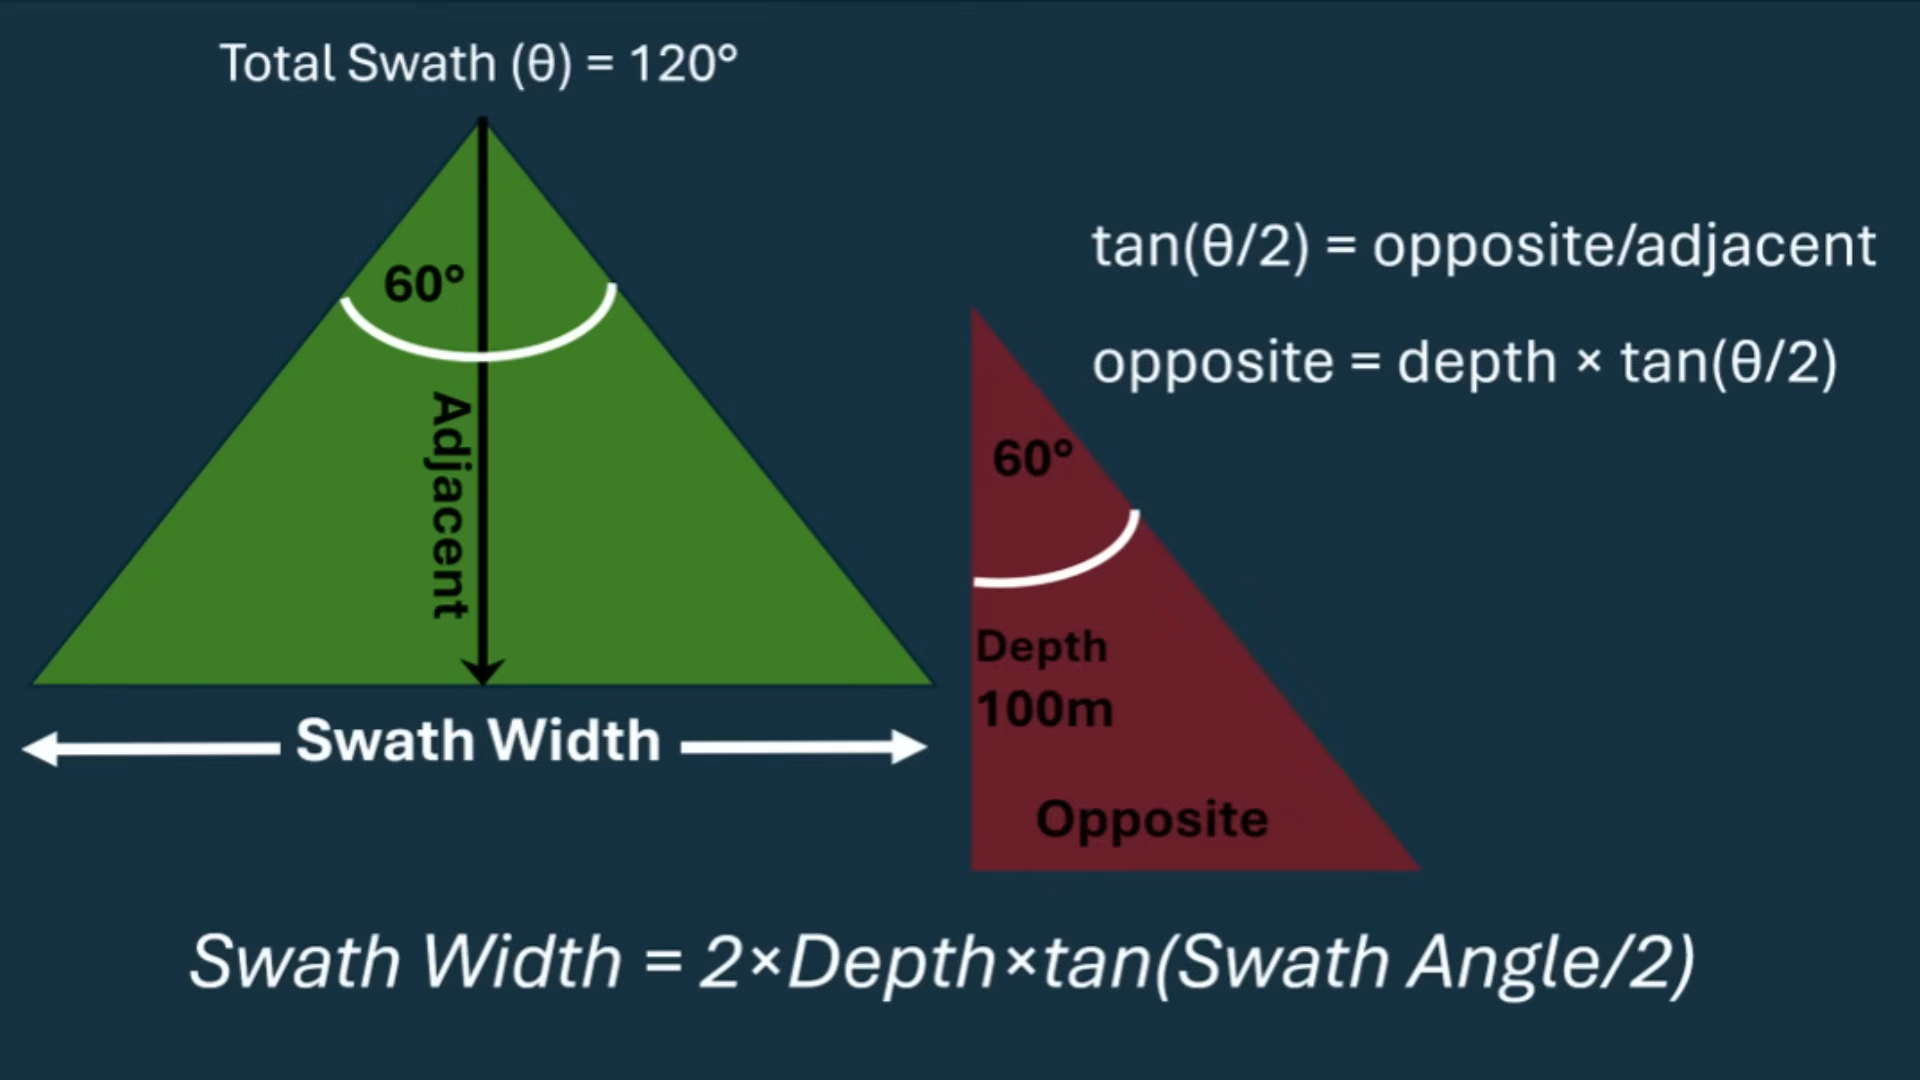 Total Swath (θ) = 120°
60°
Adjacent
Swath Width
tan(θ/2) = opposite/adjacent
opposite = depth × tan(θ/2)
60°
Depth
100m
Opposite
Swath Width = 2×Depth×tan(Swath Angle/2)